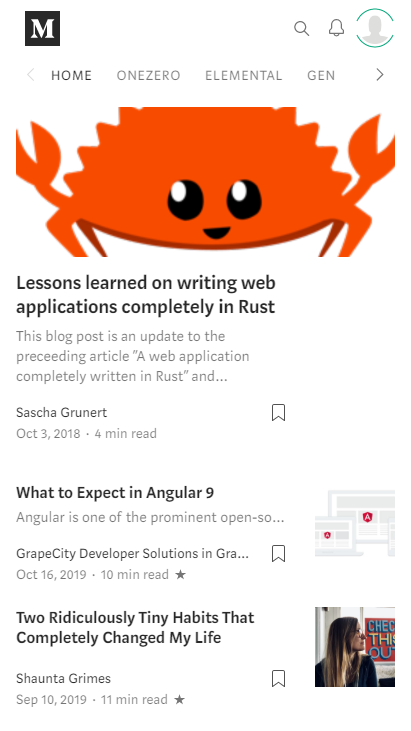 M
HOME ONEZERO ELEMENTAL GEN
Lessons learned on writing web
applications completely in Rust
This blog post is an update to the
preceeding article "A web application
completely written in Rust" and...
Sascha Grunert
Oct 3, 2018 · 4 min read
What to Expect in Angular 9
Angular is one of the prominent open-so...
GrapeCity Developer Solutions in Gra...
Oct 16, 2019 · 10 min read ★
Two Ridiculously Tiny Habits That
Completely Changed My Life
CHEC
THIS
OUT
Shaunta Grimes
Sep 10, 2019 · 11 min read ★